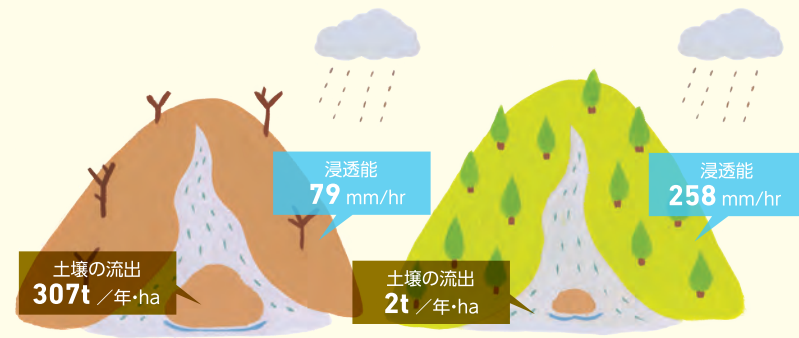 浸透能
79 mm/hr
土壌の流出
307t ／年・ha
浸透能
258 mm/hr
土壌の流出
2t ／年・ha